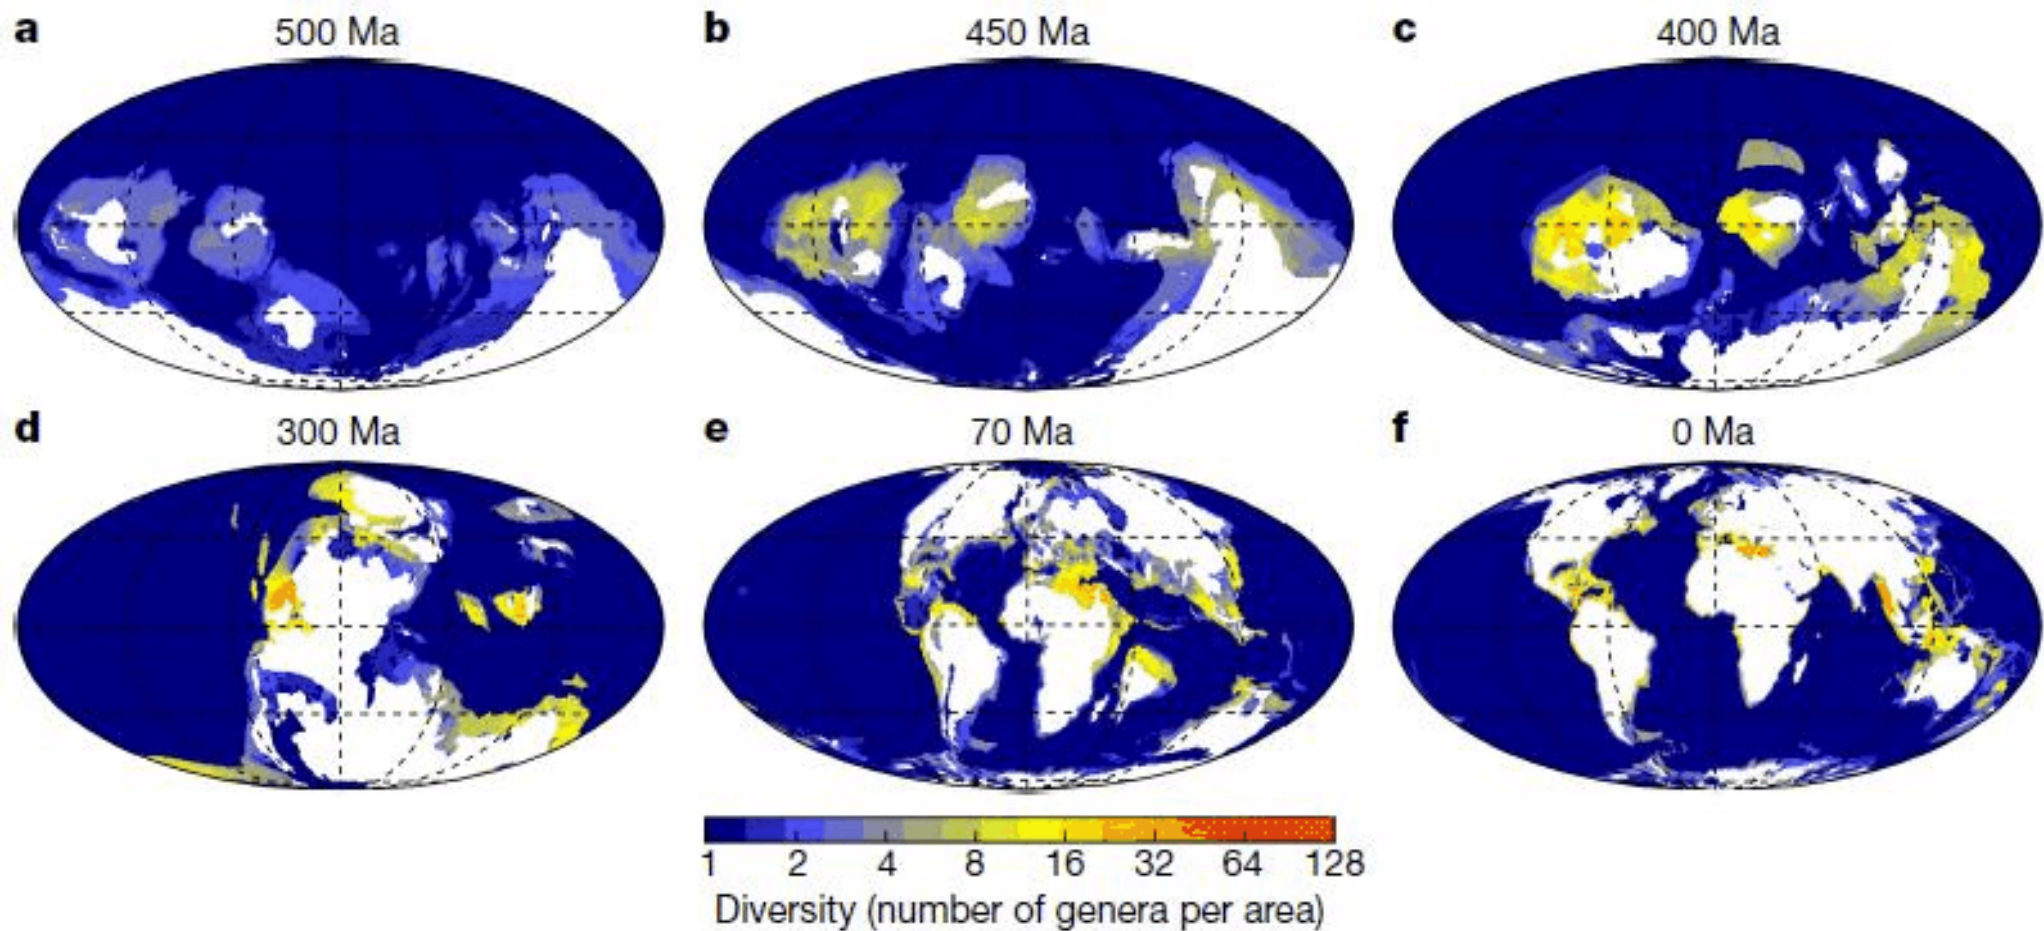 a 500 Ma
b 450 Ma
c 400 Ma
d 300 Ma
e 70 Ma
f 0 Ma
1 2 4 8 16 32 64 128
Diversity (number of genera per area)